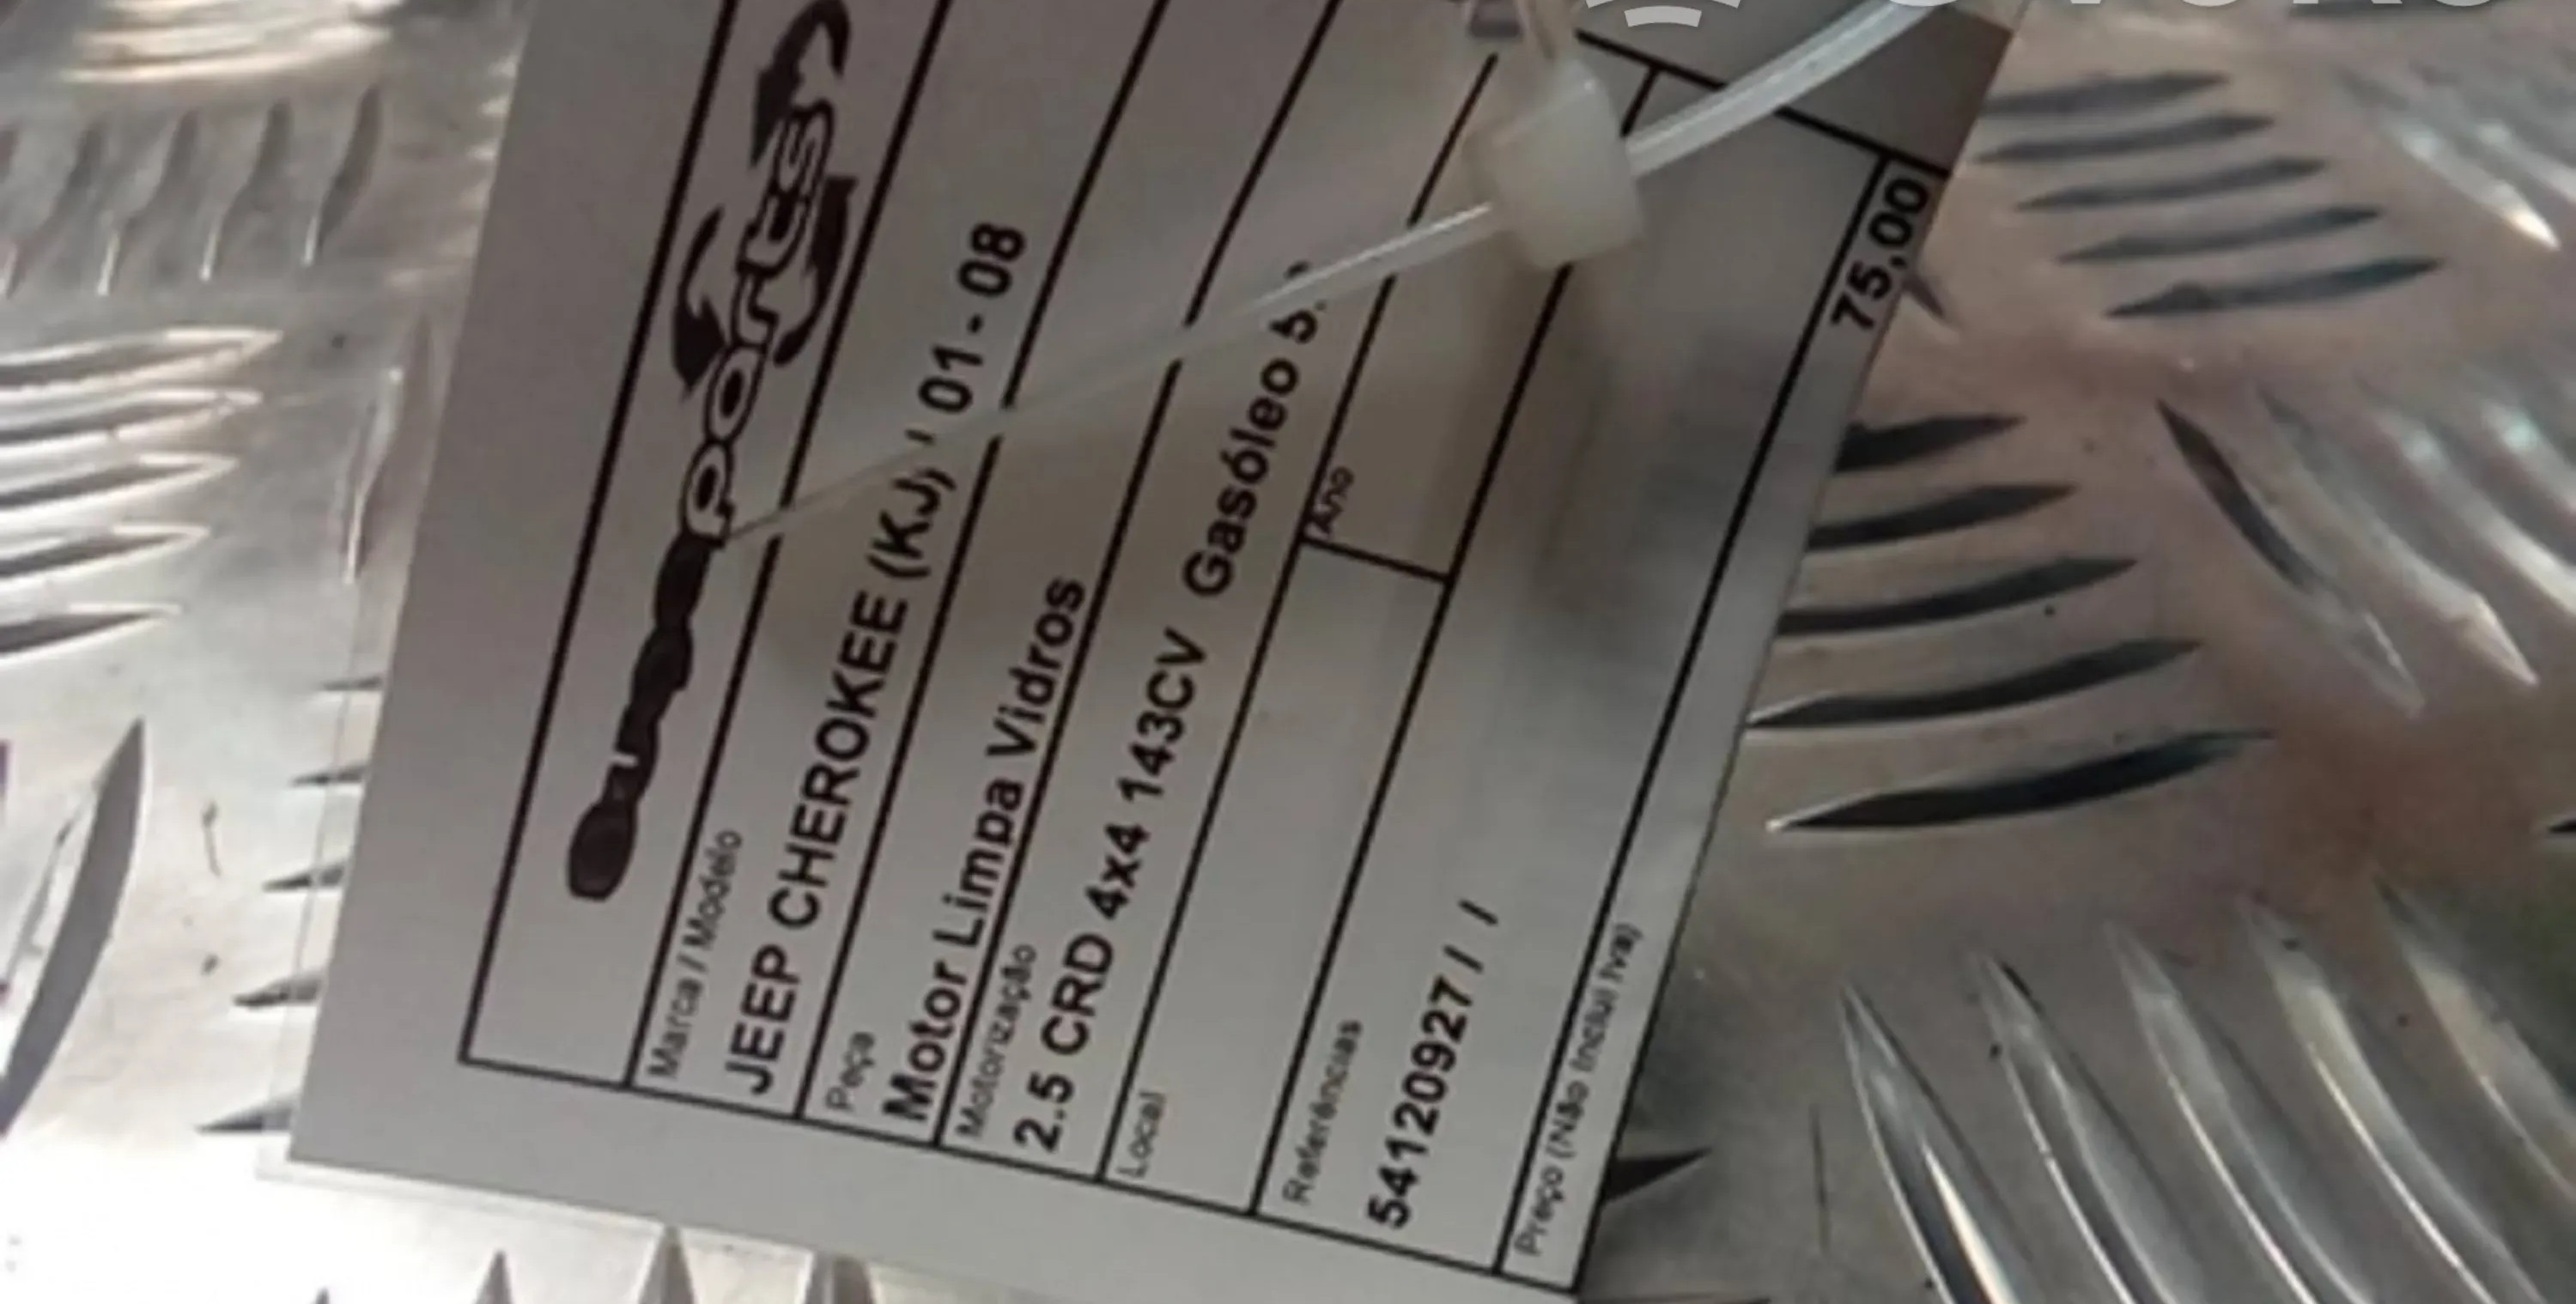 parts
Marca / Modelo
JEEP CHEROKEE (KJ) ' 01 - 08
Peça
Motor Limpa Vidros
Motorização
2.5 CRD 4x4 143CV Gasóleo
Local
Referências
Ano
54120927 / /
Preço (Não Inclui Iva)
75,00